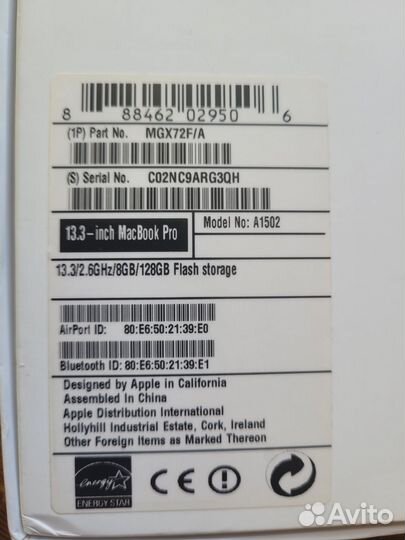 8 88462 02950 6
(1P) Part No. MGX72F/A
(S) Serial No. C02NC9ARG3QH
13.3-inch MacBook Pro
Model No: A1502
13.3/2.6GHz/8GB/128GB Flash storage
AirPort ID: 80:E6:50:21:39:E0
Bluetooth ID: 80:E6:50:21:39:E1
Designed by Apple in California
Assembled In China
Apple Distribution International
Hollyhill Industrial Estate, Cork, Ireland
Other Foreign Items as Marked Thereon
energy
ENERGY STAR
CE
Avito